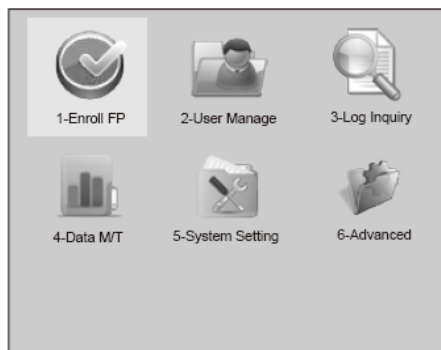 1-Enroll FP
2-User Manage
3-Log Inquiry
4-Data M/T
5-System Setting
6-Advanced